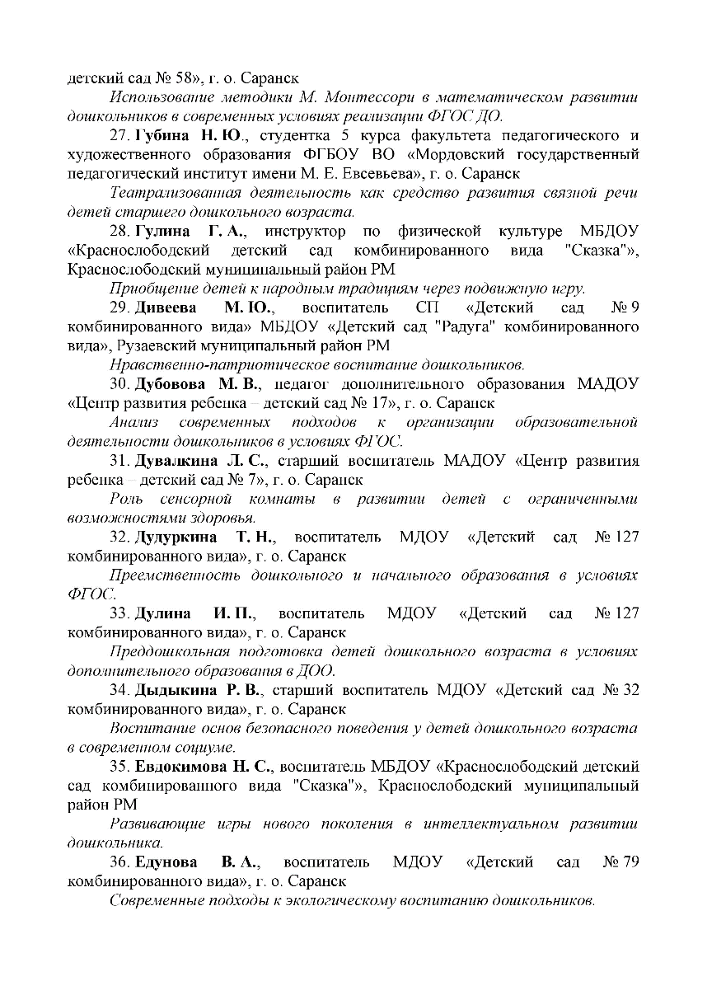 детский сад № 58», г. о. Саранск
Использование методики М. Монтессори в математическом развитии
дошкольников в современных условиях реализации ФГОС ДО.
27. Губина Н. Ю., студентка 5 курса факультета педагогического и
художественного образования ФГБОУ ВО «Мордовский государственный
педагогический институт имени М. Е. Евсевьева», г. о. Саранск
Театрализованная деятельность как средство развития связной речи
детей старшего дошкольного возраста.
28. Гулина Г. А., инструктор по физической культуре МБДОУ
«Краснослободский детский сад комбинированного вида "Сказка"»,
Краснослободский муниципальный район РМ
Приобщение детей к народным традициям через подвижную игру.
29. Дивеева М. Ю., воспитатель СП «Детский сад № 9
комбинированного вида» МБДОУ «Детский сад "Радуга" комбинированного
вида», Рузаевский муниципальный район РМ
Нравственно-патриотическое воспитание дошкольников.
30. Дубовова М. В., педагог дополнительного образования МАДОУ
«Центр развития ребенка – детский сад № 17», г. о. Саранск
Анализ современных подходов к организации образовательной
деятельности дошкольников в условиях ФГОС.
31. Дувалкина Л. С., старший воспитатель МАДОУ «Центр развития
ребенка – детский сад № 7», г. о. Саранск
Роль сенсорной комнаты в развитии детей с ограниченными
возможностями здоровья.
32. Дудуркина Т. Н., воспитатель МДОУ «Детский сад № 127
комбинированного вида», г. о. Саранск
Преемственность дошкольного и начального образования в условиях
ФГОС.
33. Дулина И. П., воспитатель МДОУ «Детский сад № 127
комбинированного вида», г. о. Саранск
Преддошкольная подготовка детей дошкольного возраста в условиях
дополнительного образования в ДОО.
34. Дыдыкина Р. В., старший воспитатель МДОУ «Детский сад № 32
комбинированного вида», г. о. Саранск
Воспитание основ безопасного поведения у детей дошкольного возраста
в современном социуме.
35. Евдокимова Н. С., воспитатель МБДОУ «Краснослободский детский
сад комбинированного вида "Сказка"», Краснослободский муниципальный
район РМ
Развивающие игры нового поколения в интеллектуальном развитии
дошкольника.
36. Едунова В. А., воспитатель МДОУ «Детский сад № 79
комбинированного вида», г. о. Саранск
Современные подходы к экологическому воспитанию дошкольников.